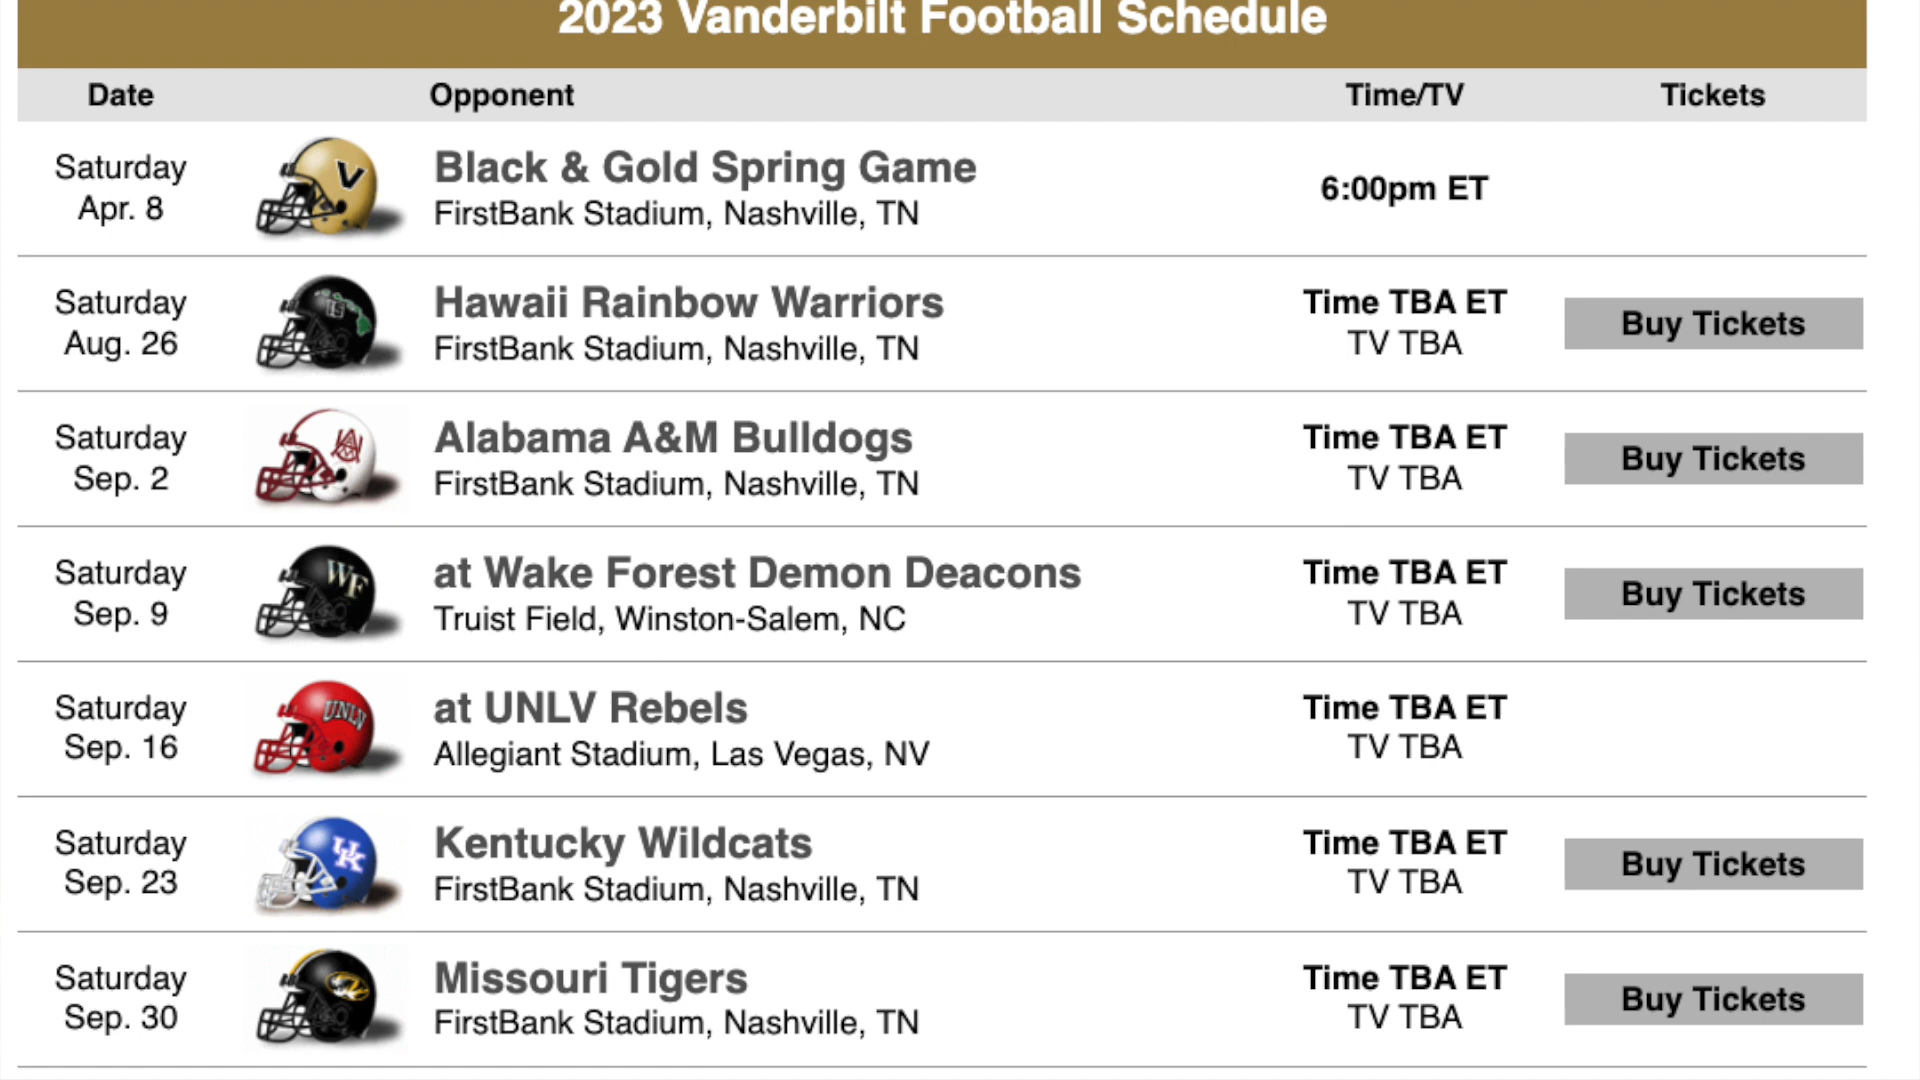 2023 Vanderbilt Football Schedule
Date Opponent Time/TV Tickets
Saturday
Apr. 8
V
Black & Gold Spring Game
FirstBank Stadium, Nashville, TN
6:00pm ET
Saturday
Aug. 26
Hawaii Rainbow Warriors
FirstBank Stadium, Nashville, TN
Time TBA ET
TV TBA
Buy Tickets
Saturday
Sep. 2
Alabama A&M Bulldogs
FirstBank Stadium, Nashville, TN
Time TBA ET
TV TBA
Buy Tickets
Saturday
Sep. 9
WF
at Wake Forest Demon Deacons
Truist Field, Winston-Salem, NC
Time TBA ET
TV TBA
Buy Tickets
Saturday
Sep. 16
UNLV
at UNLV Rebels
Allegiant Stadium, Las Vegas, NV
Time TBA ET
TV TBA
Saturday
Sep. 23
UK
Kentucky Wildcats
FirstBank Stadium, Nashville, TN
Time TBA ET
TV TBA
Buy Tickets
Saturday
Sep. 30
Missouri Tigers
FirstBank Stadium, Nashville, TN
Time TBA ET
TV TBA
Buy Tickets